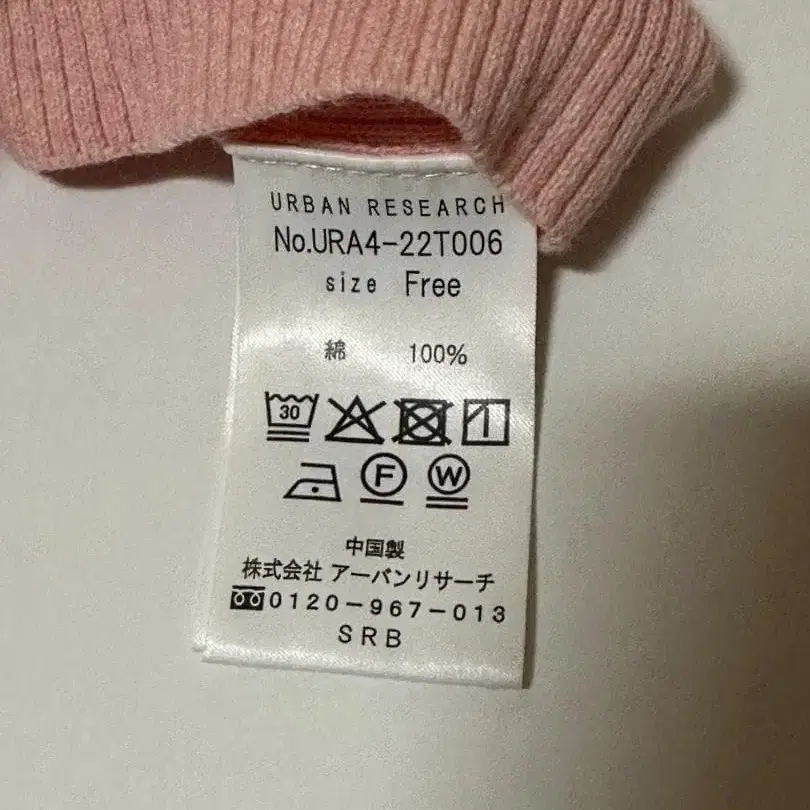 URBAN RESEARCH
No.URA4-22T006
size Free
綿 100%
30
F W
中国製
株式会社 アーバンリサーチ
0120-967-013
SRB